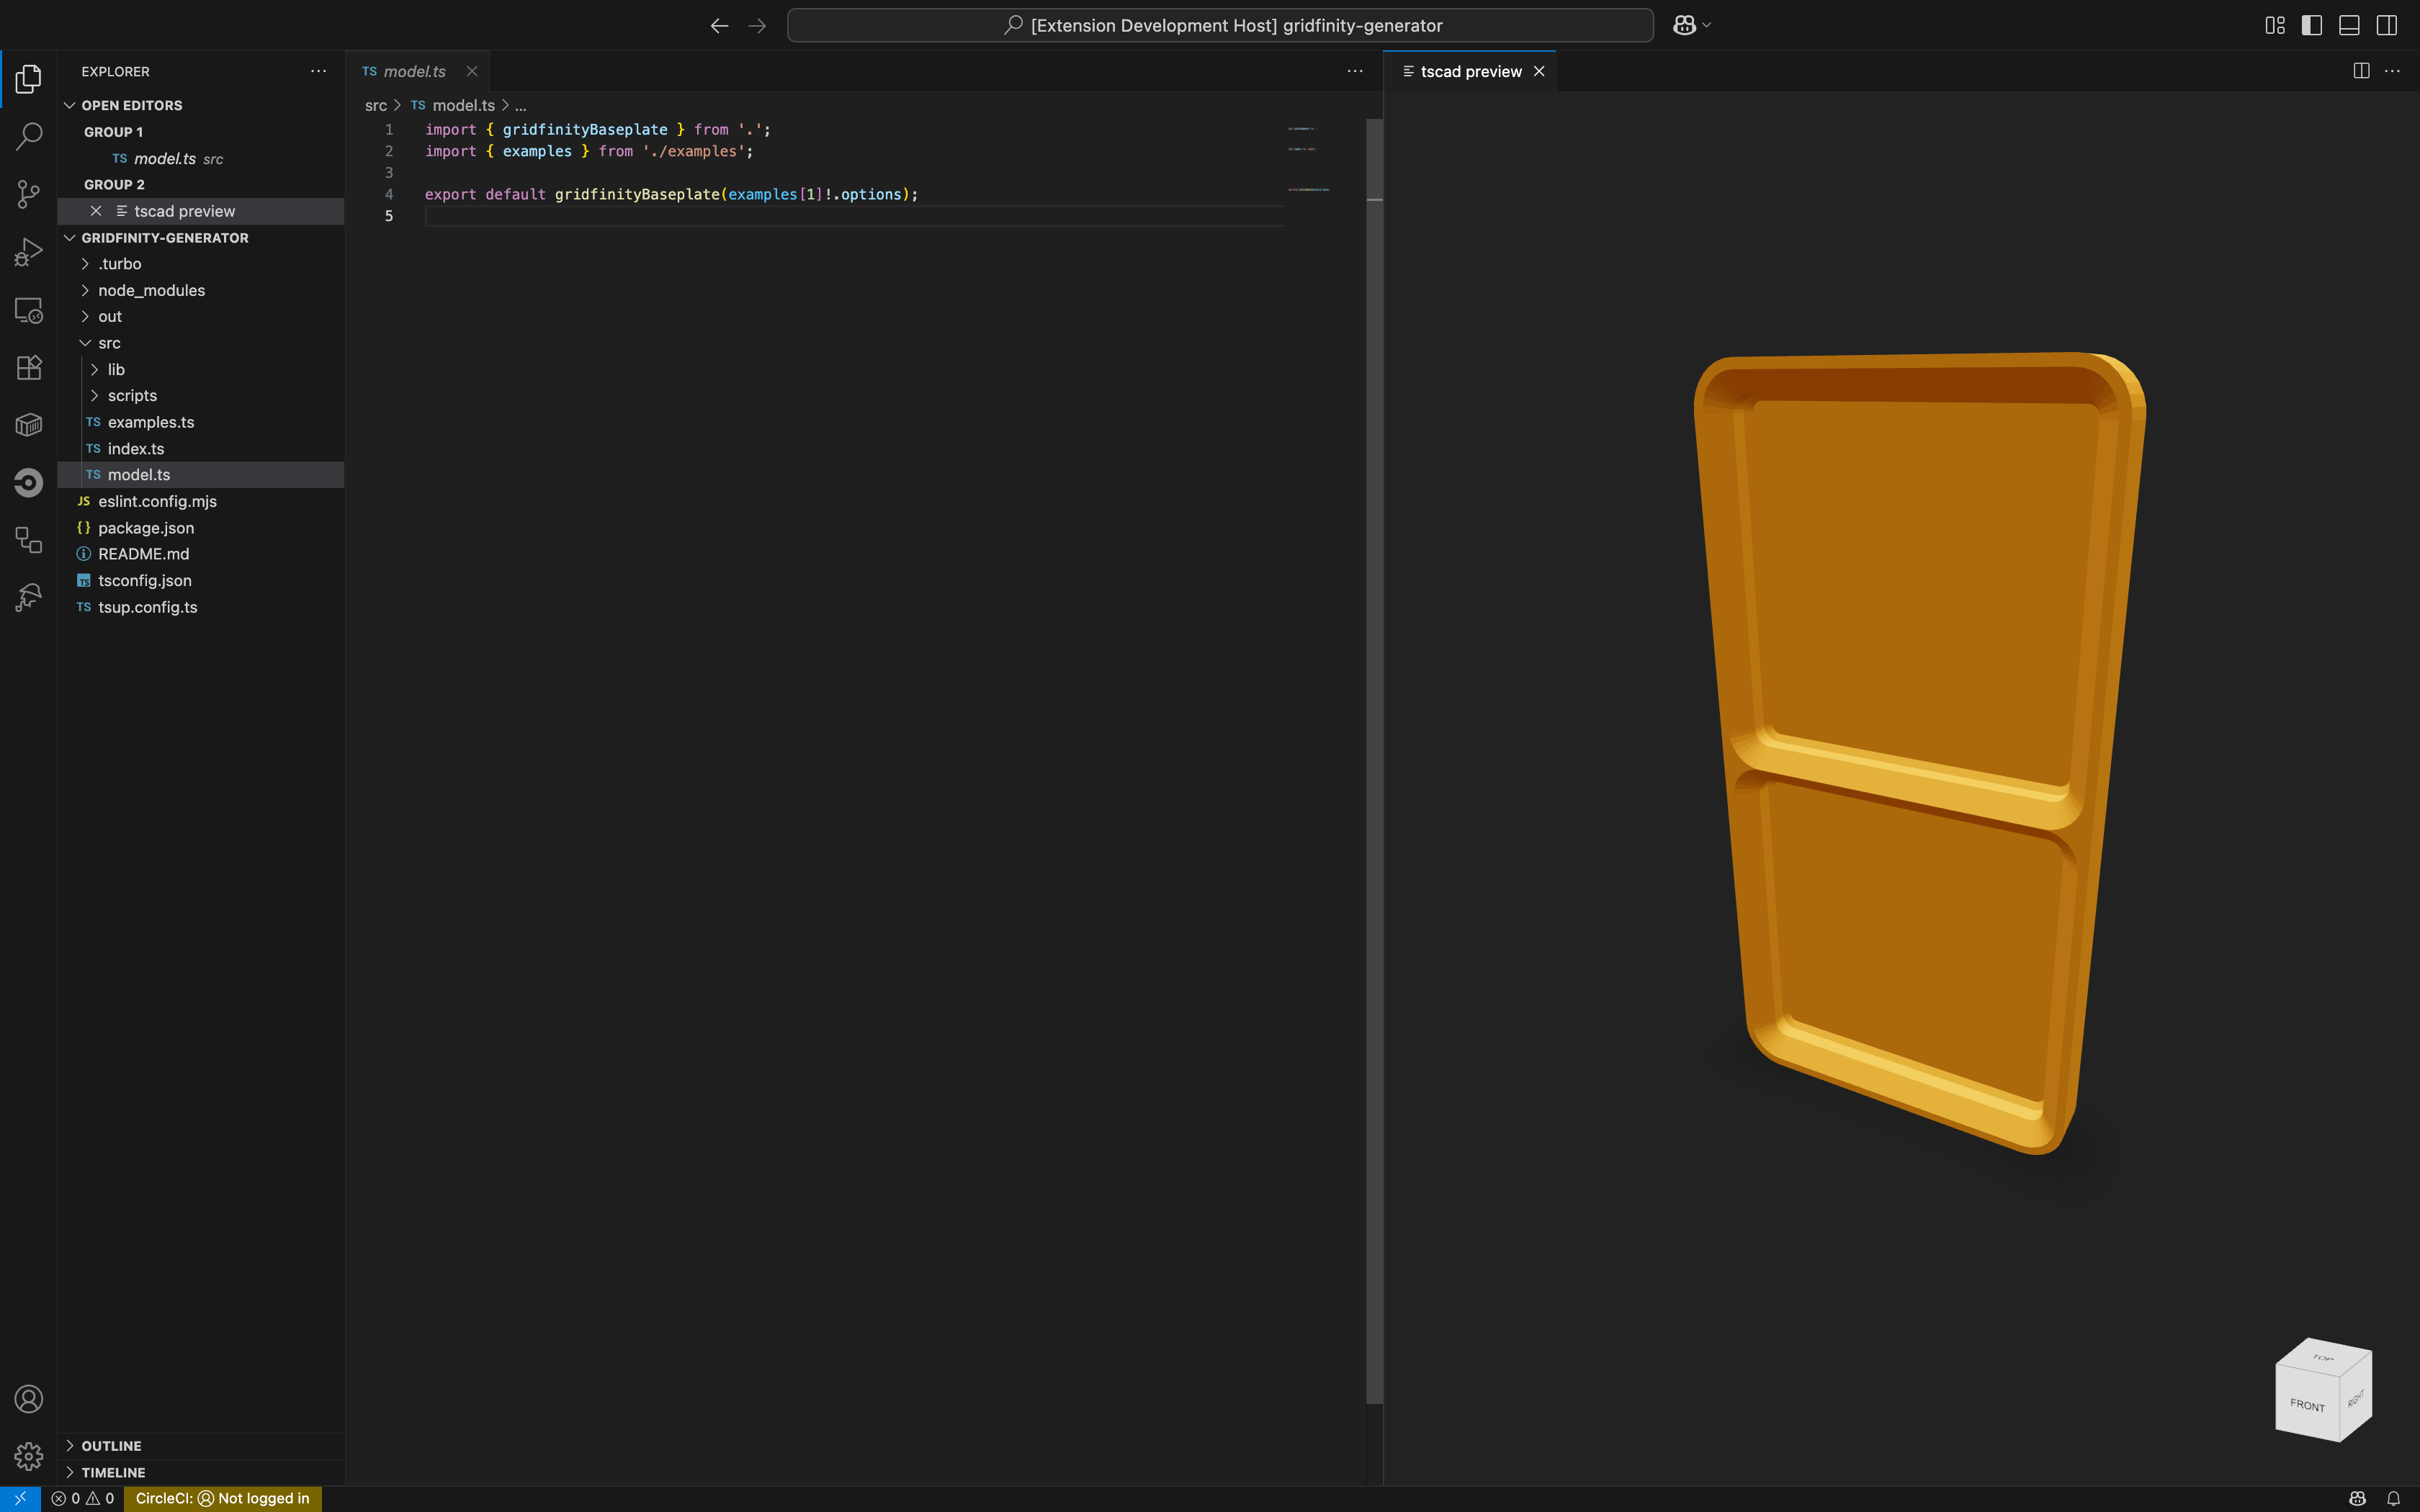 [Extension Development Host] gridfinity-generator
EXPLORER
OPEN EDITORS
GROUP 1
TS model.ts src
GROUP 2
tscad preview
GRIDFINITY-GENERATOR
.turbo
node_modules
out
src
lib
scripts
TS examples.ts
TS index.ts
TS model.ts
JS eslint.config.mjs
{} package.json
README.md
TS tsconfig.json
TS tsup.config.ts
OUTLINE
TIMELINE
TS model.ts
src > TS model.ts > ...
1 import { gridfinityBaseplate } from '.';
2 import { examples } from './examples';
3
4 export default gridfinityBaseplate(examples[1]!.options);
5
tscad preview
TOP
FRONT
RIGHT
0 0 CircleCI: Not logged in